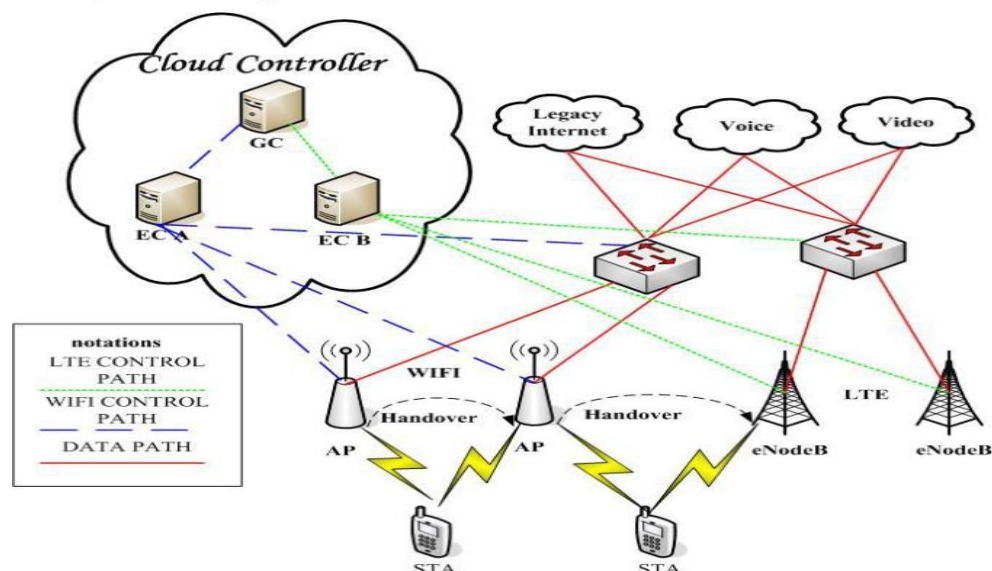 Cloud Controller
GC
EC A
EC B
Legacy
Internet
Voice
Video
notations
LTE CONTROL
PATH
WIFI CONTROL
PATH
DATA PATH
WIFI
LTE
Handover
Handover
AP
AP
eNodeB
eNodeB
STA
STA